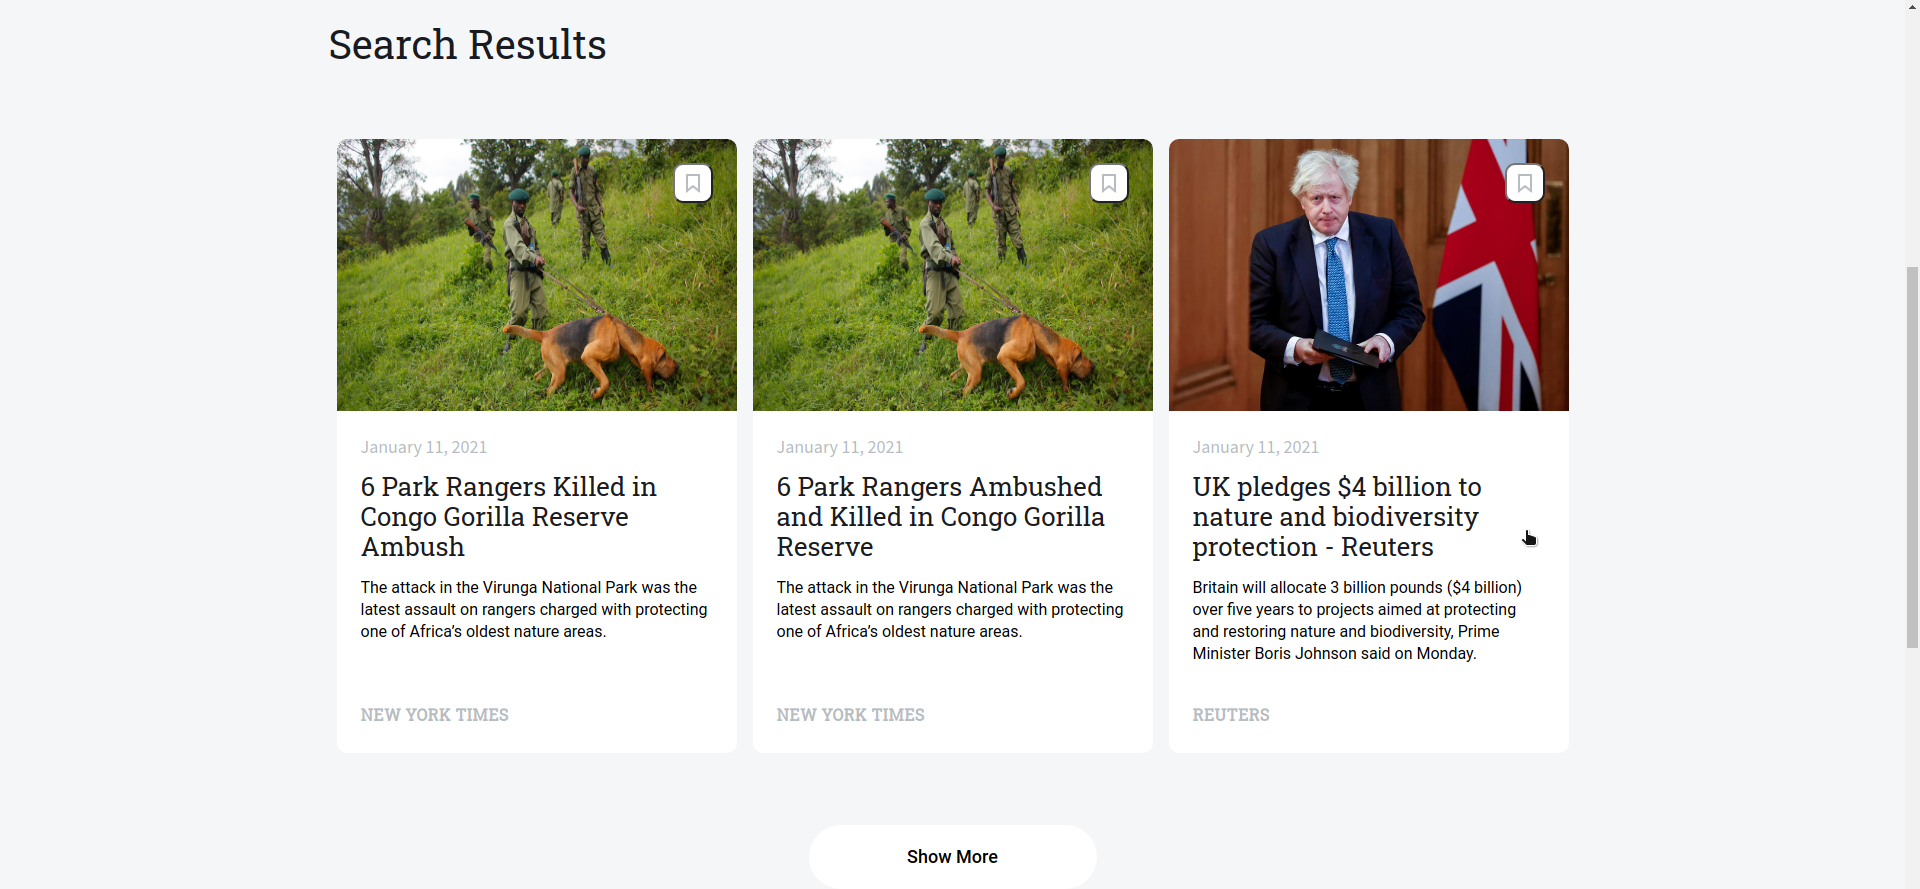 Search Results
January 11, 2021
6 Park Rangers Killed in
Congo Gorilla Reserve
Ambush
The attack in the Virunga National Park was the
latest assault on rangers charged with protecting
one of Africa’s oldest nature areas.
NEW YORK TIMES
January 11, 2021
6 Park Rangers Ambushed
and Killed in Congo Gorilla
Reserve
The attack in the Virunga National Park was the
latest assault on rangers charged with protecting
one of Africa’s oldest nature areas.
NEW YORK TIMES
January 11, 2021
UK pledges $4 billion to
nature and biodiversity
protection - Reuters
Britain will allocate 3 billion pounds ($4 billion)
over five years to projects aimed at protecting
and restoring nature and biodiversity, Prime
Minister Boris Johnson said on Monday.
REUTERS
Show More